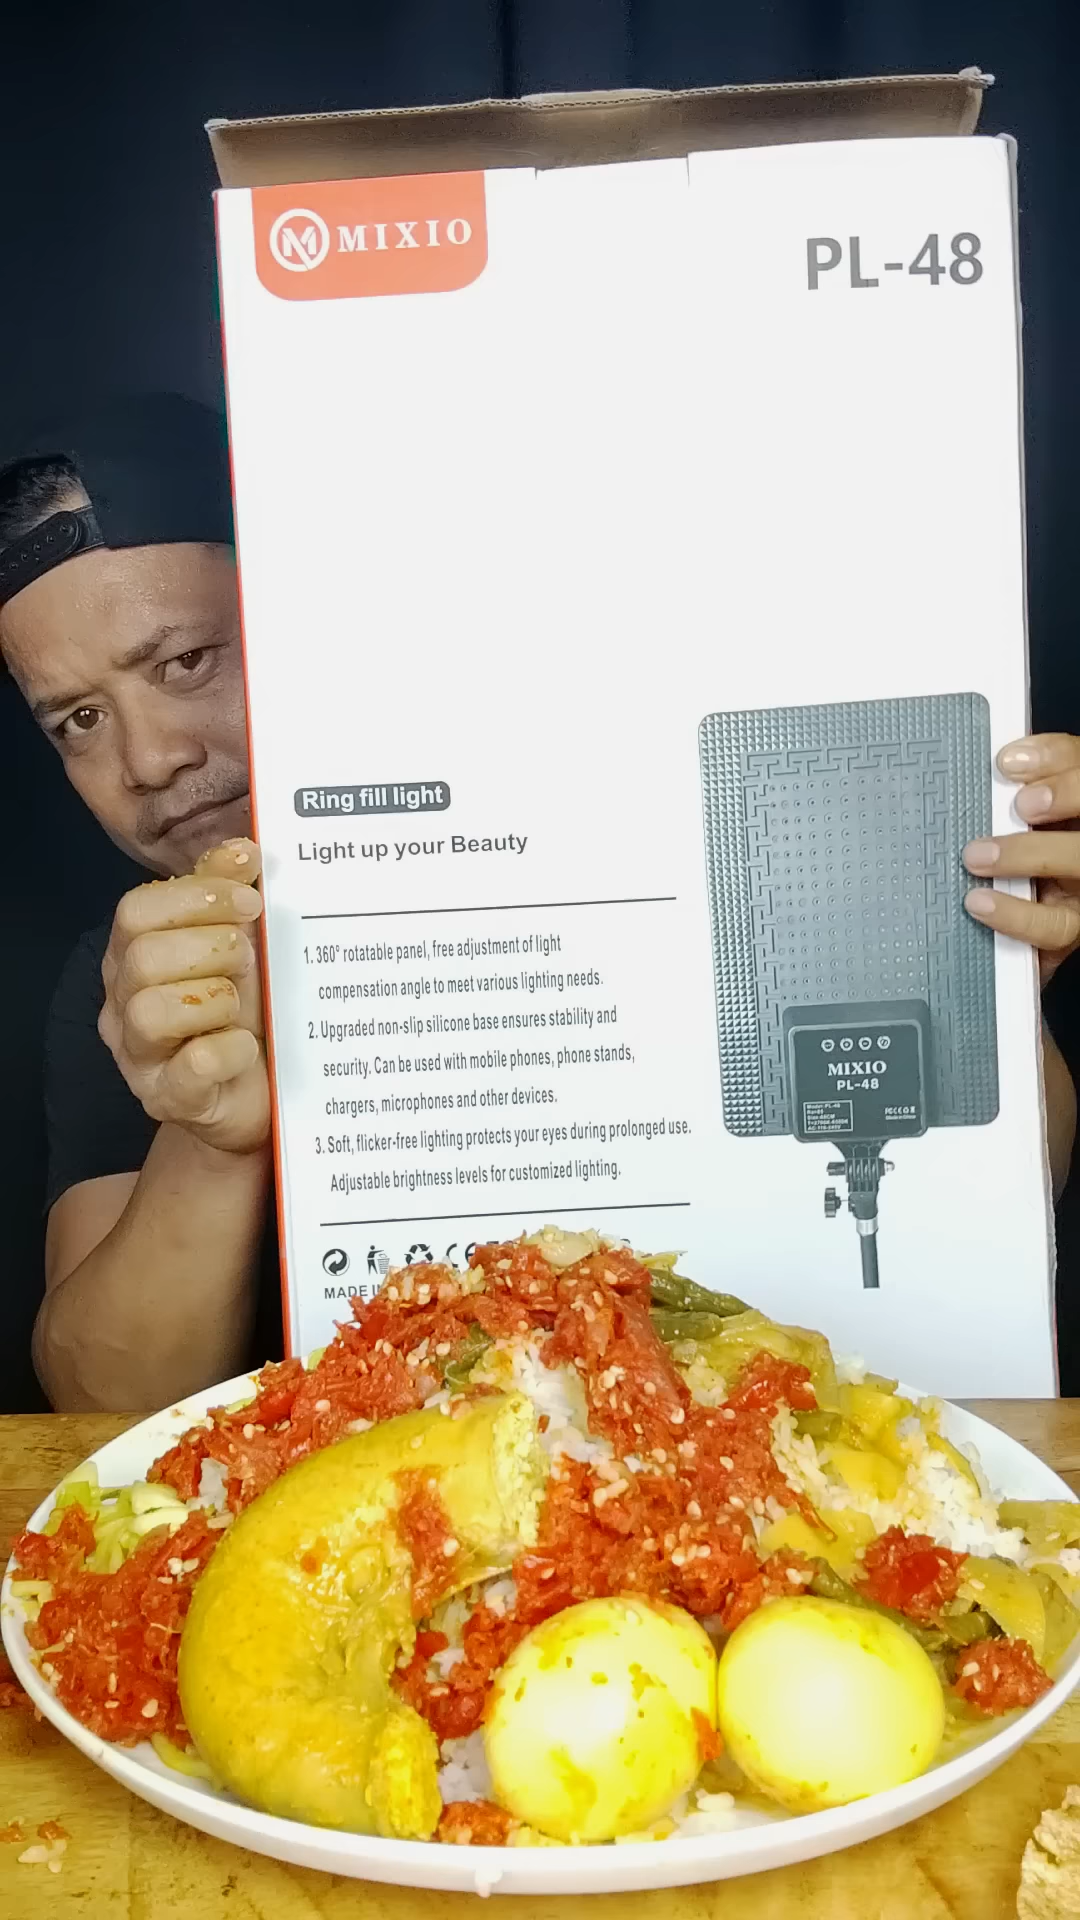 MIXIO
PL-48
Ring fill light
Light up your Beauty
1. 360° rotatable panel, free adjustment of light
compensation angle to meet various lighting needs.
2. Upgraded non-slip silicone base ensures stability and
security. Can be used with mobile phones, phone stands,
chargers, microphones and other devices.
3. Soft, flicker-free lighting protects your eyes during prolonged use.
Adjustable brightness levels for customized lighting.
MADE
MIXIO
PL-48
Model: PL-48